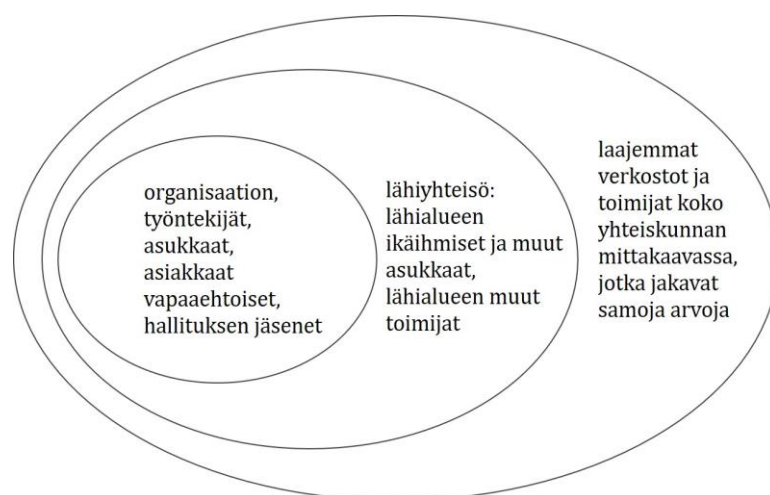 organisaation,
työntekijät,
asukkaat,
asiakkaat
vapaaehtoiset,
hallituksen jäsenet
lähiyhteisö:
lähialueen
ikäihmiset ja muut
asukkaat,
lähialueen muut
toimijat
laajemmat
verkostot ja
toimijat koko
yhteiskunnan
mittakaavassa,
jotka jakavat
samoja arvoja